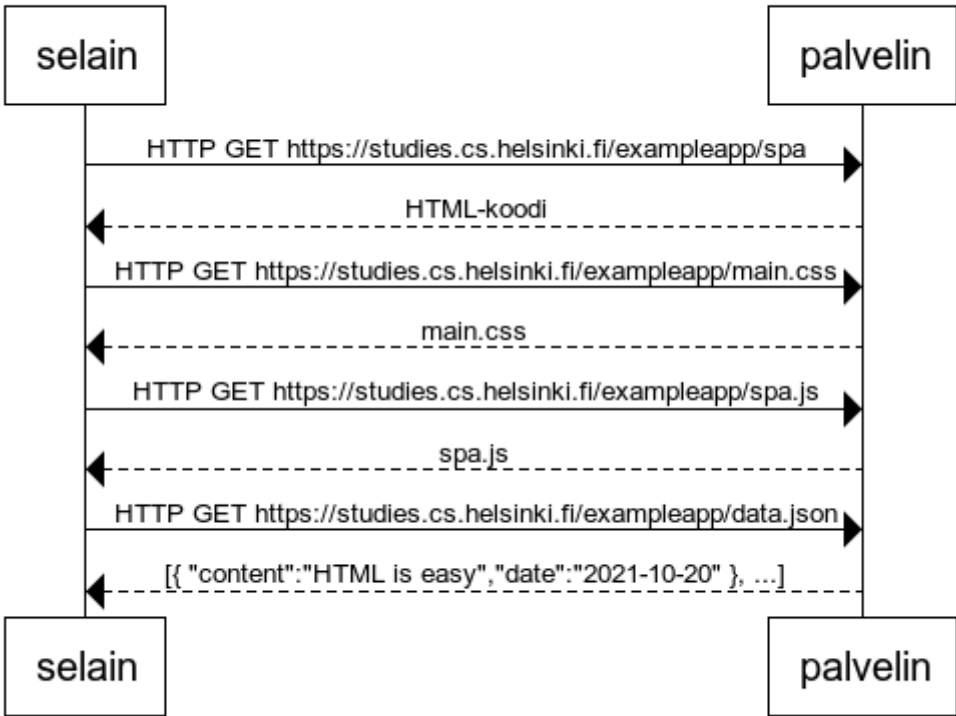 selain
palvelin
HTTP GET https://studies.cs.helsinki.fi/exampleapp/spa
HTML-koodi
HTTP GET https://studies.cs.helsinki.fi/exampleapp/main.css
main.css
HTTP GET https://studies.cs.helsinki.fi/exampleapp/spa.js
spa.js
HTTP GET https://studies.cs.helsinki.fi/exampleapp/data.json
[{ "content":"HTML is easy","date":"2021-10-20" }, ...]
selain
palvelin